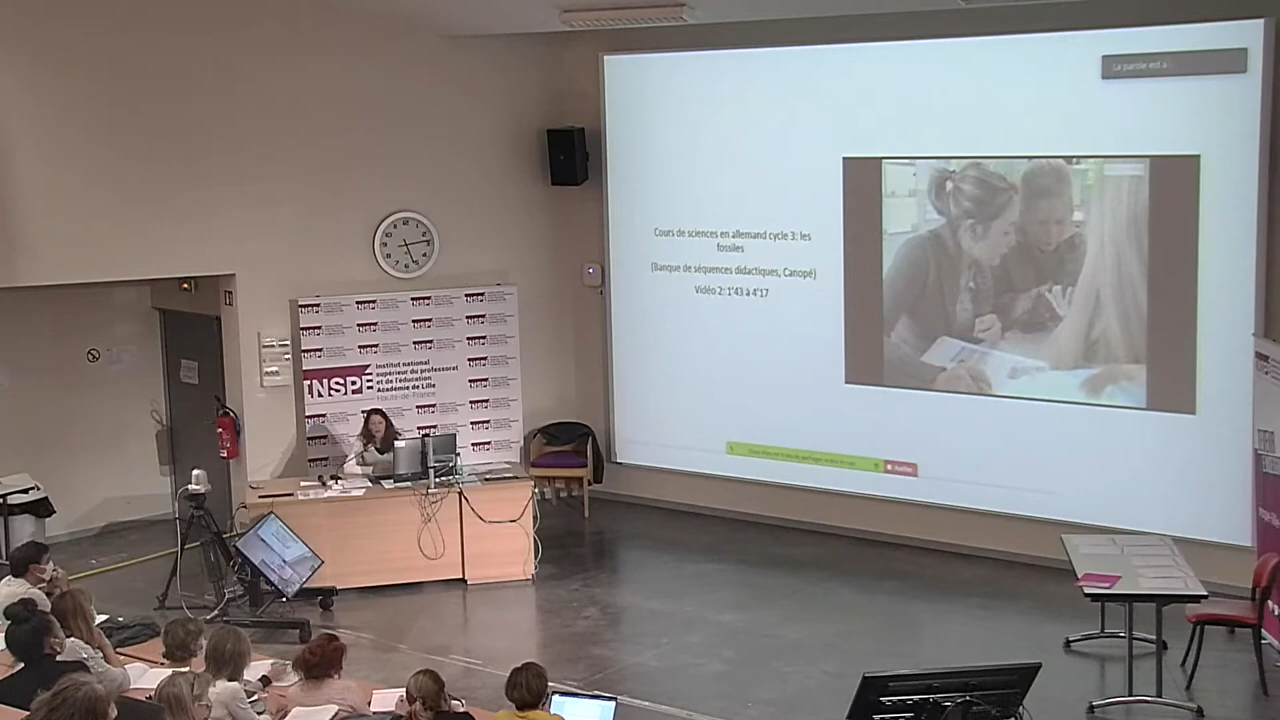 La parole est à
Cours de sciences en allemand cycle 3: les
fossiles
(Banque de séquences didactiques, Canopé)
Vidéo 2: 1'43 à 4'17
INSPÉ
Institut national
supérieur du professorat
et de l'éducation
Académie de Lille
Hauts-de-France